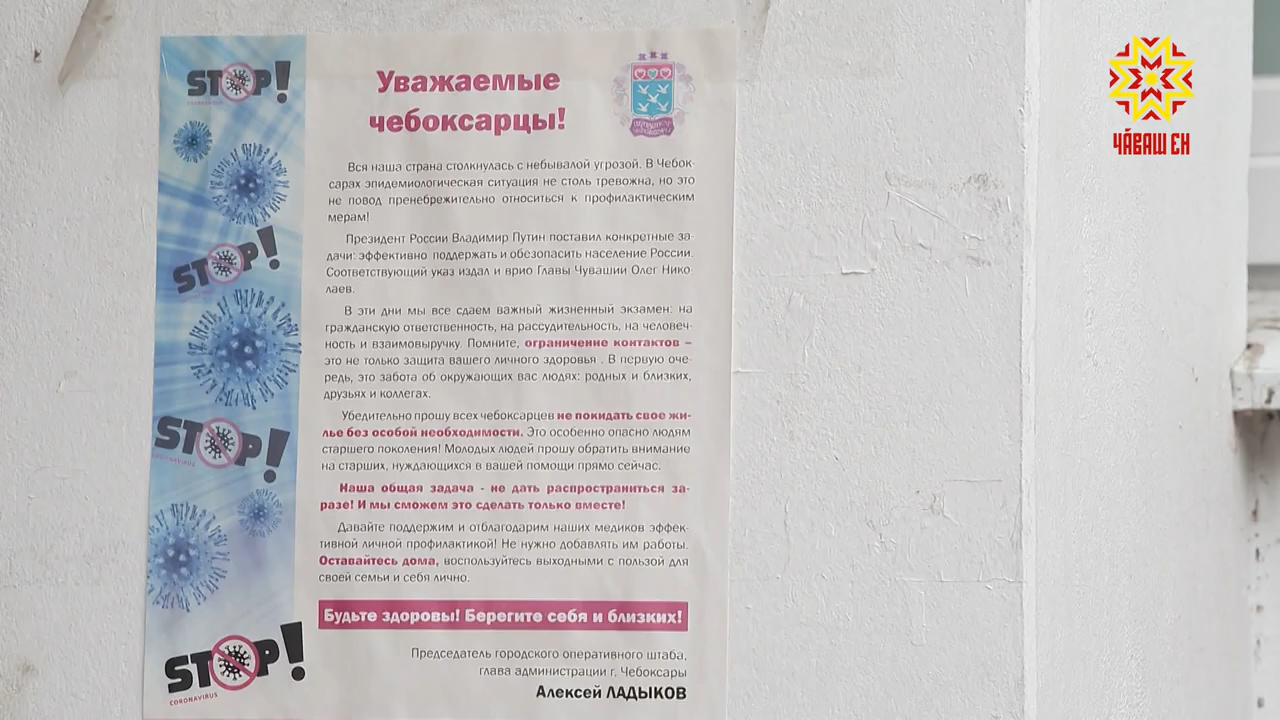 STOP!
CORONAVIRUS
Уважаемые
чебоксарцы!
ЧӐВАШ ЕН
Вся наша страна столкнулась с небывалой угрозой. В Чебок-
сарах эпидемиологическая ситуация не столь тревожна, но это
не повод пренебрежительно относиться к профилактическим
мерам!
Президент России Владимир Путин поставил конкретные за-
дачи: эффективно поддержать и обезопасить население России.
Соответствующий указ издал и врио Главы Чувашии Олег Нико-
лаев.
STOP!
В эти дни мы все сдаем важный жизненный экзамен: на
гражданскую ответственность, на рассудительность, на человеч-
ность и взаимовыручку. Помните, ограничение контактов –
это не только защита вашего личного здоровья . В первую оче-
редь, это забота об окружающих вас людях: родных и близких,
друзьях и коллегах.
STOP!
CORONAVIRUS
Убедительно прошу всех чебоксарцев не покидать свое жи-
лье без особой необходимости. Это особенно опасно людям
старшего поколения! Молодых людей прошу обратить внимание
на старших, нуждающихся в вашей помощи прямо сейчас.
Наша общая задача - не дать распространиться за-
разе! И мы сможем это сделать только вместе!
Давайте поддержим и отблагодарим наших медиков эффек-
тивной личной профилактикой! Не нужно добавлять им работы.
Оставайтесь дома, воспользуйтесь выходными с пользой для
своей семьи и себя лично.
Будьте здоровы! Берегите себя и близких!
STOP!
CORONAVIRUS
Председатель городского оперативного штаба,
глава администрации г. Чебоксары
Алексей ЛАДЫКОВ